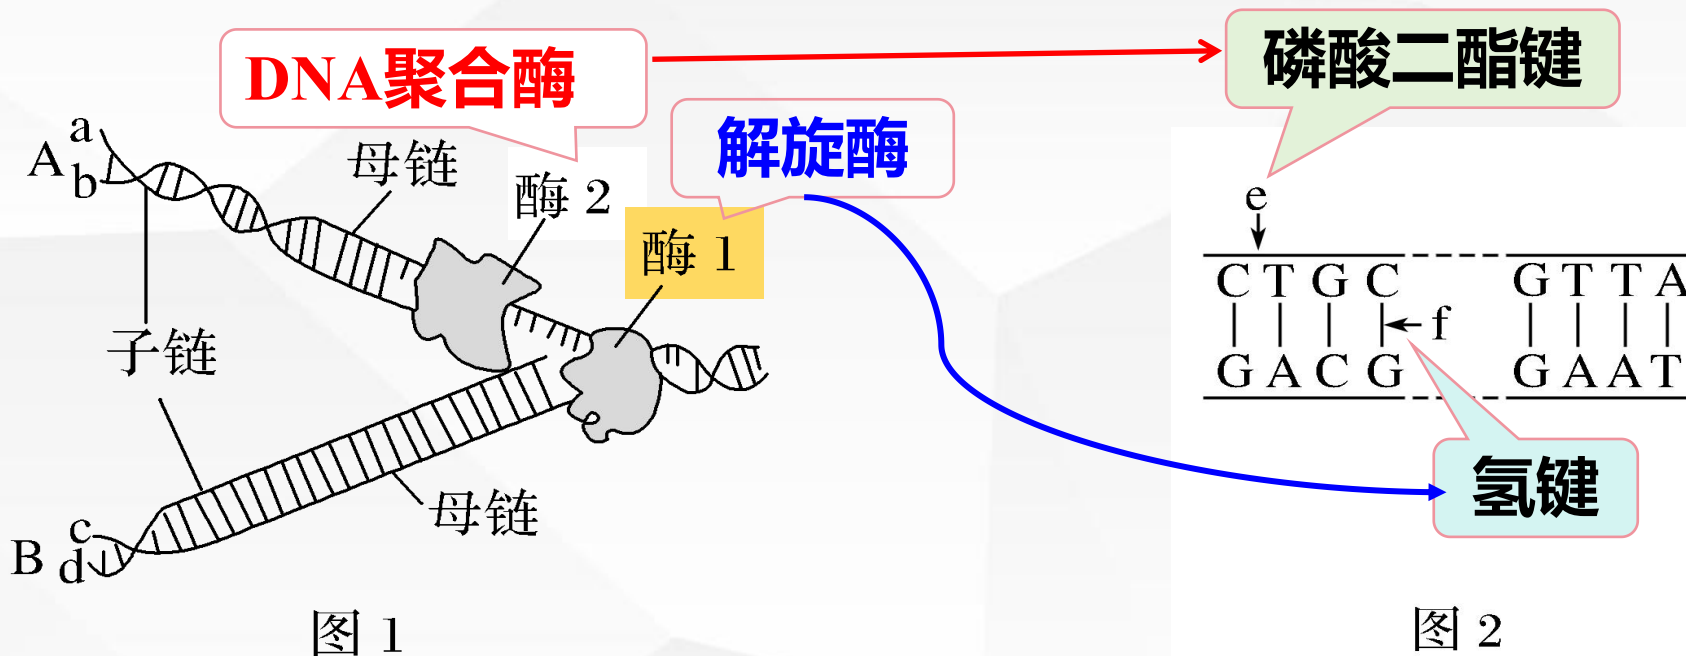 DNA聚合酶
磷酸二酯键
解旋酶
a
A
b
母链
酶 2
酶 1
子链
母链
c
B
d
图 1
e
C T G C
G T T A
f
G A C G
G A A T
氢键
图 2